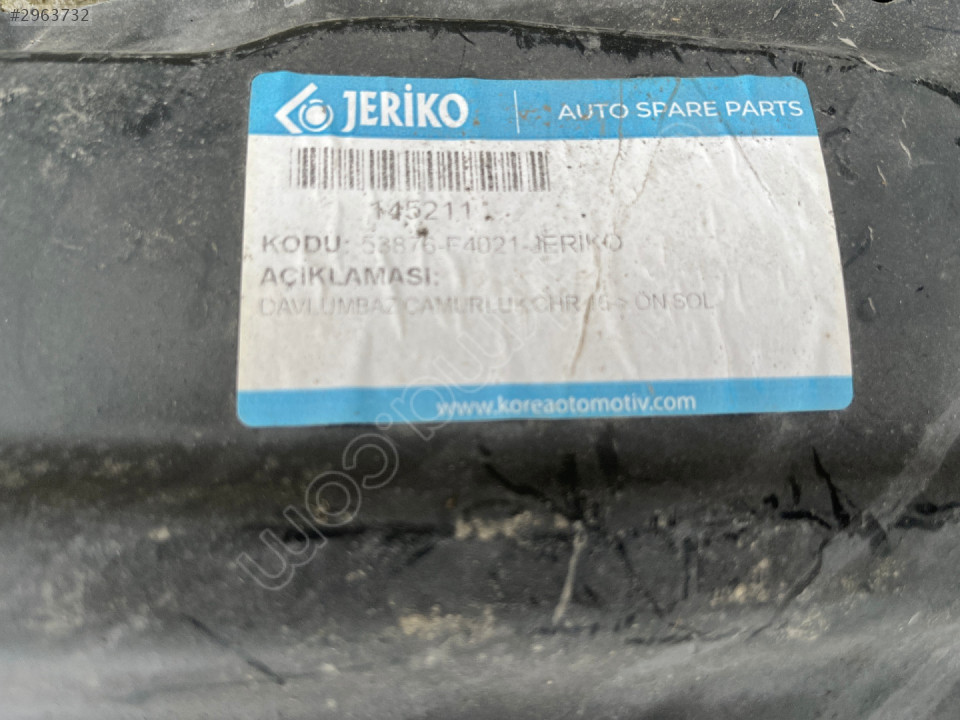 #2963732
JERİKO | AUTO SPARE PARTS
145211
KODU: 53876-F4021-JERİKO
AÇIKLAMASI:
DAVLUMBAZ ÇAMURLUK CHR 16-> ÖN SOL
www.koreaotomotiv.com